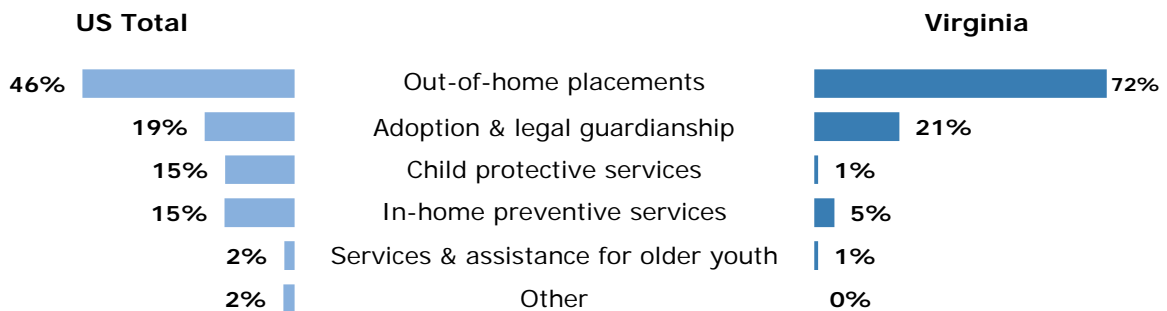 US Total Virginia
46% Out-of-home placements 72%
19% Adoption & legal guardianship 21%
15% Child protective services 1%
15% In-home preventive services 5%
2% Services & assistance for older youth 1%
2% Other 0%